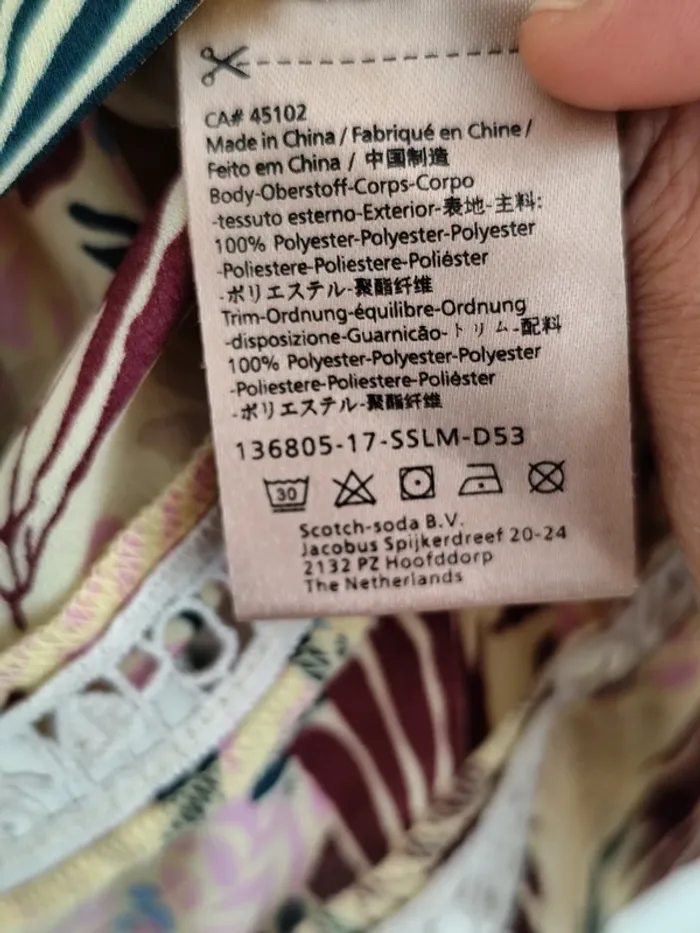 CA# 45102
Made in China / Fabriqué en Chine /
Feito em China / 中国制造
Body-Oberstoff-Corps-Corpo
-tessuto esterno-Exterior-表地-主料:
100% Polyester-Polyester-Polyester
-Poliestere-Poliestere-Poliéster
-ポリエステル-聚酯纤维
Trim-Ordnung-équilibre-Ordnung
-disposizione-Guarnicão-トリム-配料
100% Polyester-Polyester-Polyester
-Poliestere-Poliestere-Poliéster
-ポリエステル-聚酯纤维
136805-17-SSLM-D53
30
Scotch-soda B.V.
Jacobus Spijkerdreef 20-24
2132 PZ Hoofddorp
The Netherlands